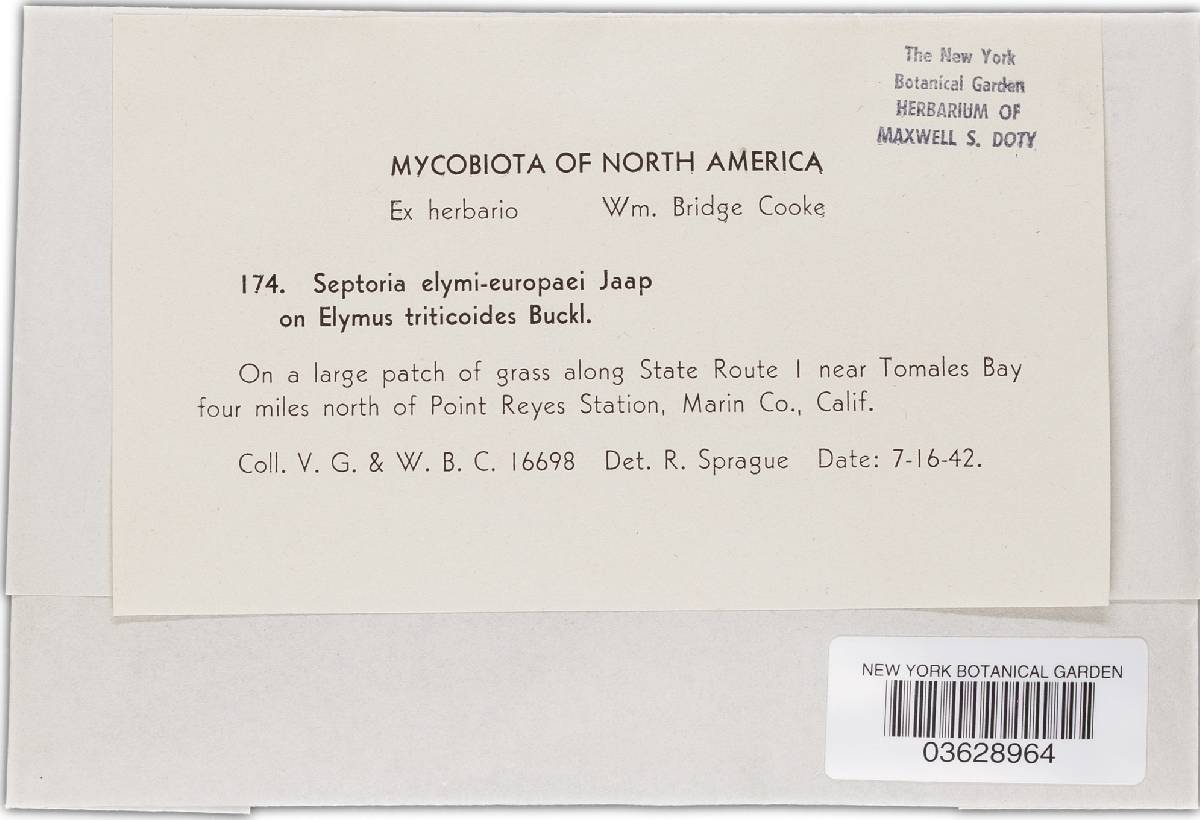 The New York
Botanical Garden
HERBARIUM OF
MAXWELL S. DOTY
MYCOBIOTA OF NORTH AMERICA
Ex herbario Wm. Bridge Cooke
174. Septoria elymi-europaei Jaap
on Elymus triticoides Buckl.
On a large patch of grass along State Route 1 near Tomales Bay
four miles north of Point Reyes Station, Marin Co., Calif.
Coll. V. G. & W. B. C. 16698 Det. R. Sprague Date: 7-16-42.
NEW YORK BOTANICAL GARDEN
03628964